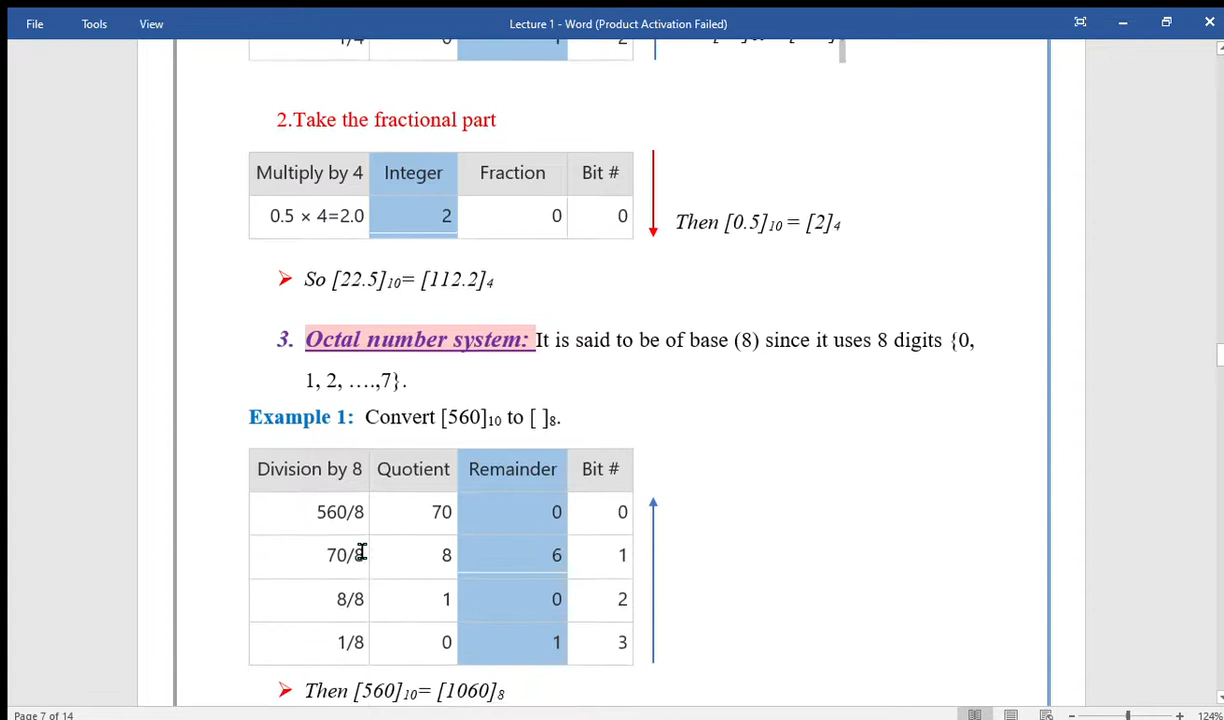 File Tools View Lecture 1 - Word (Product Activation Failed)
1/4 0 1 2
2.Take the fractional part
Multiply by 4 Integer Fraction Bit #
0.5 × 4=2.0 2 0 0
Then [0.5]₁₀ = [2]₄
➢ So [22.5]₁₀= [112.2]₄
3. Octal number system: It is said to be of base (8) since it uses 8 digits {0,
1, 2, ….,7}.
Example 1: Convert [560]₁₀ to [ ]₈.
Division by 8 Quotient Remainder Bit #
560/8 70 0 0
70/8 8 6 1
8/8 1 0 2
1/8 0 1 3
➢ Then [560]₁₀= [1060]₈
Page 7 of 14 124%